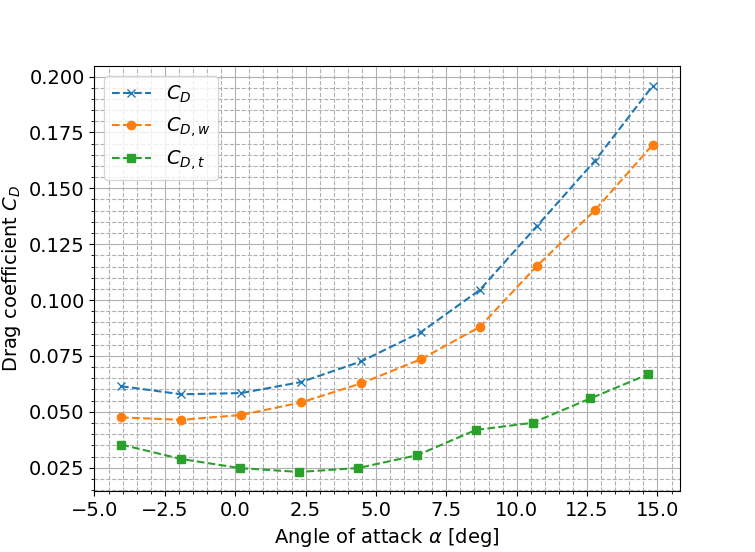 0.200
0.175
0.150
0.125
0.100
0.075
0.050
0.025
Drag coefficient C_D
C_D
C_{D,w}
C_{D,t}
−5.0 −2.5 0.0 2.5 5.0 7.5 10.0 12.5 15.0
Angle of attack α [deg]